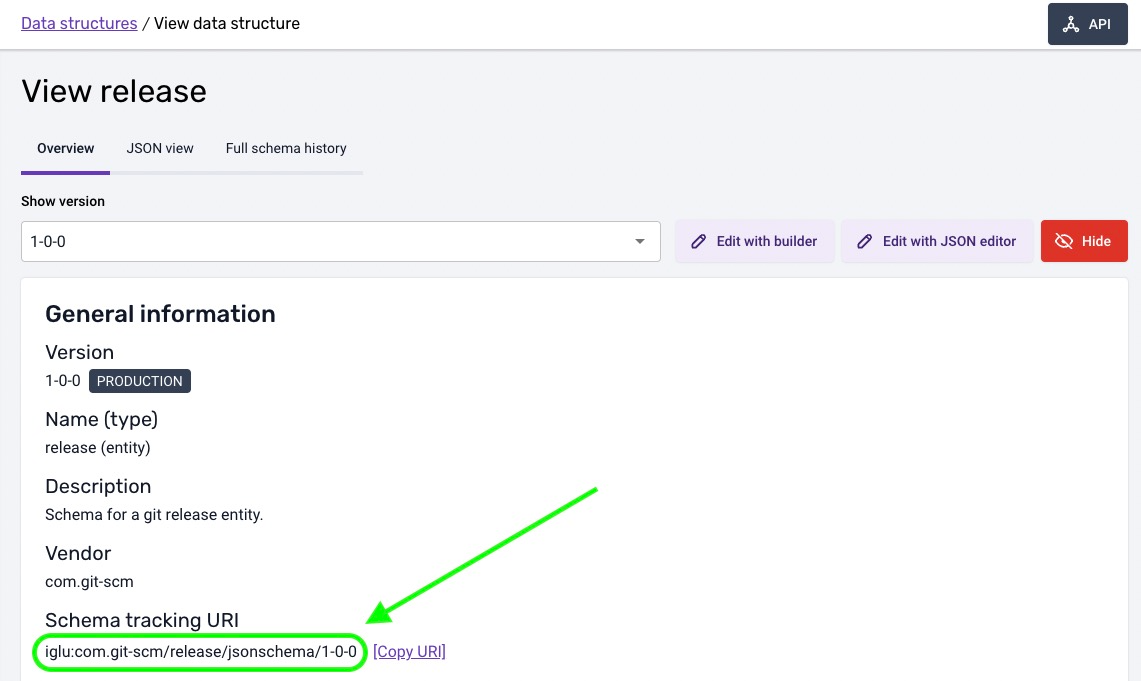 Data structures / View data structure
API
View release
Overview JSON view Full schema history
Show version
1-0-0
Edit with builder
Edit with JSON editor
Hide
General information
Version
1-0-0 PRODUCTION
Name (type)
release (entity)
Description
Schema for a git release entity.
Vendor
com.git-scm
Schema tracking URI
iglu:com.git-scm/release/jsonschema/1-0-0 [Copy URI]